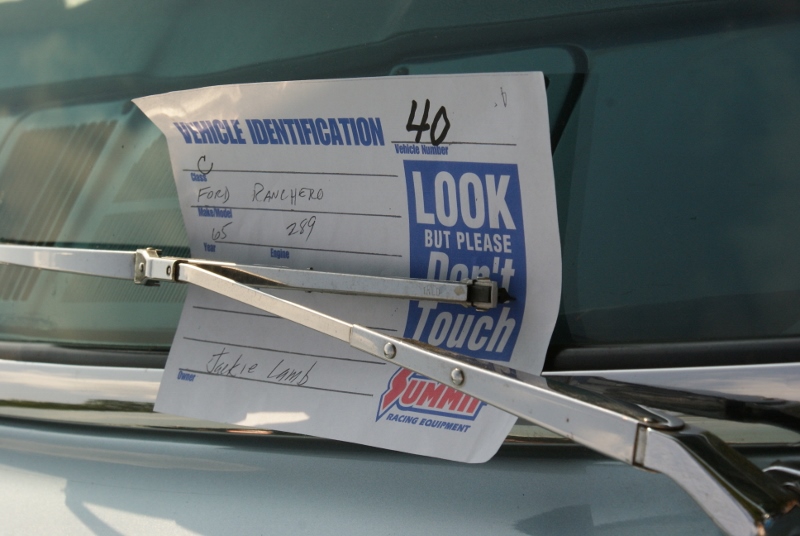 VEHICLE IDENTIFICATION
40
Vehicle Number
C
Class
FORD RANCHERO
Make/Model
65 289
Year Engine
LOOK
BUT PLEASE
Don't
Touch
Jackie Lamb
Owner
SUMMIT
RACING EQUIPMENT